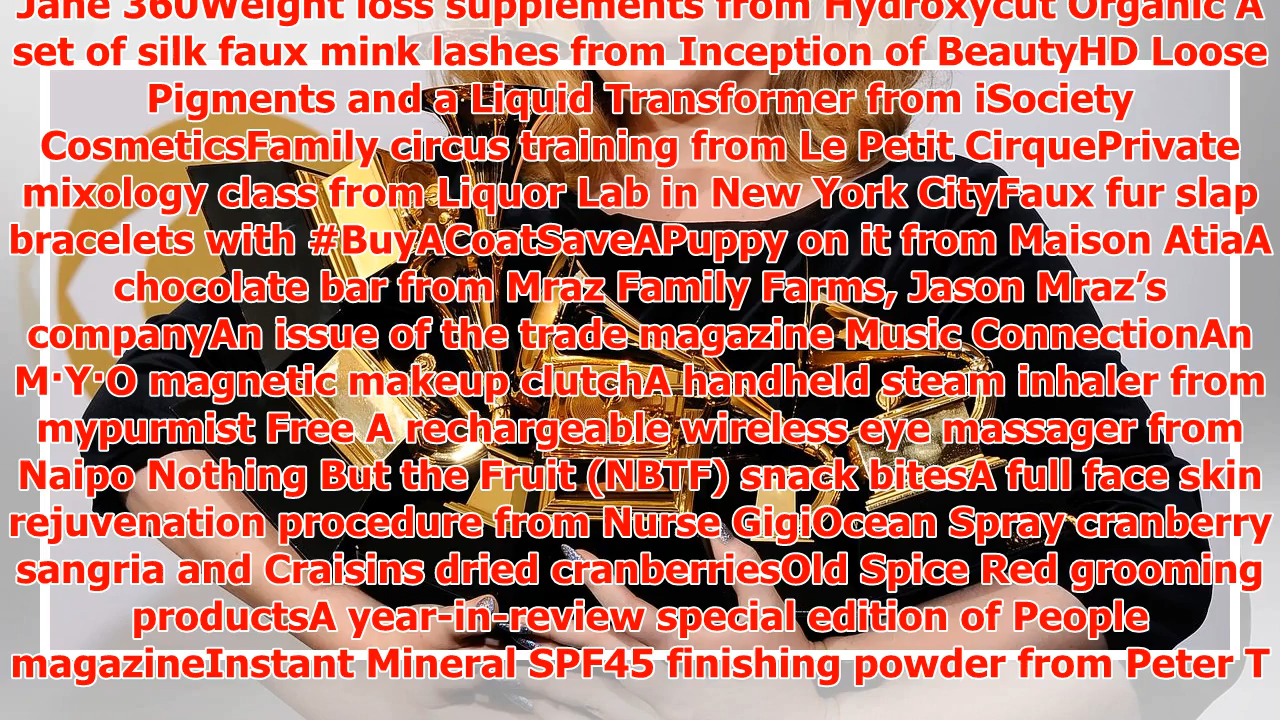 Jane 360Weight loss supplements from Hydroxycut Organic A
set of silk faux mink lashes from Inception of BeautyHD Loose
Pigments and a Liquid Transformer from iSociety
CosmeticsFamily circus training from Le Petit CirquePrivate
mixology class from Liquor Lab in New York CityFaux fur slap
bracelets with #BuyACoatSaveAPuppy on it from Maison AtiaA
chocolate bar from Mraz Family Farms, Jason Mraz’s
companyAn issue of the trade magazine Music ConnectionAn
M·Y·O magnetic makeup clutchA handheld steam inhaler from
mypurmist Free A rechargeable wireless eye massager from
Naipo Nothing But the Fruit (NBTF) snack bitesA full face skin
rejuvenation procedure from Nurse GigiOcean Spray cranberry
sangria and Craisins dried cranberriesOld Spice Red grooming
productsA year-in-review special edition of People
magazineInstant Mineral SPF45 finishing powder from Peter T